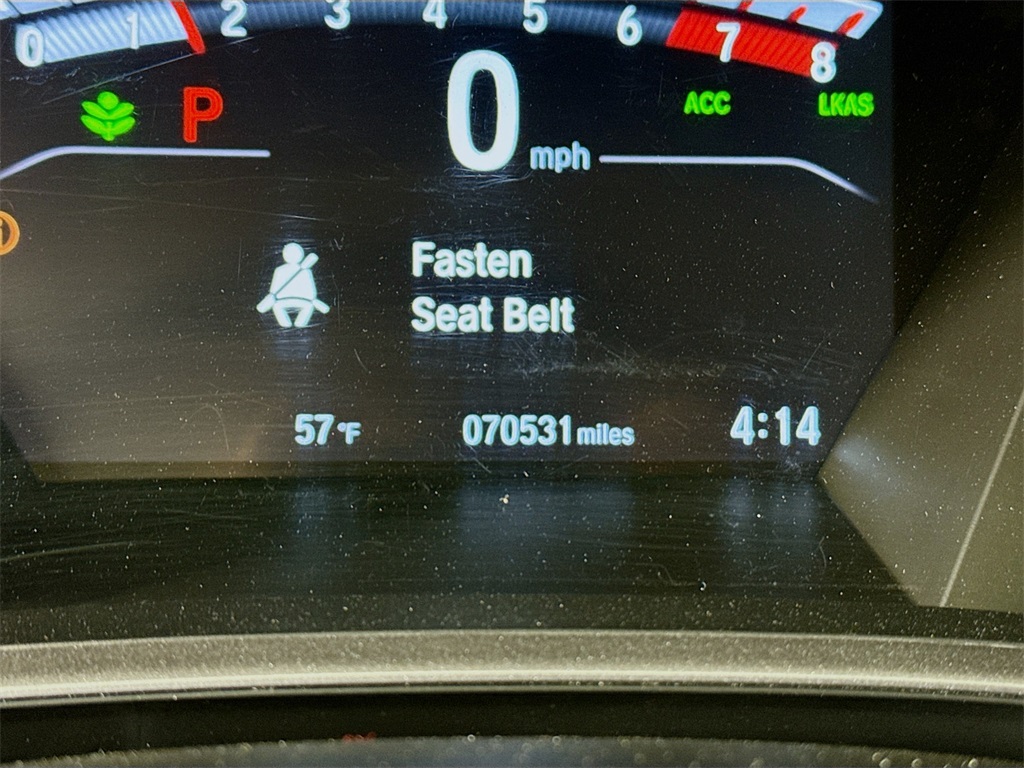 0 1 2 3 4 5 6 7 8
P 0 mph ACC LKAS
i
Fasten
Seat Belt
57°F 070531 miles 4:14